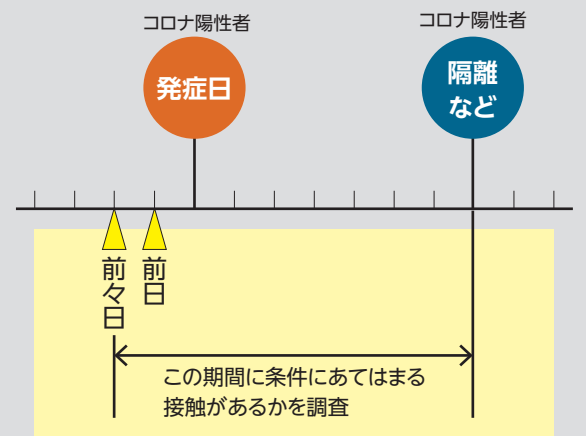 コロナ陽性者
コロナ陽性者
発症日
隔離
など
前々日
前日
この期間に条件にあてはまる
接触があるかを調査